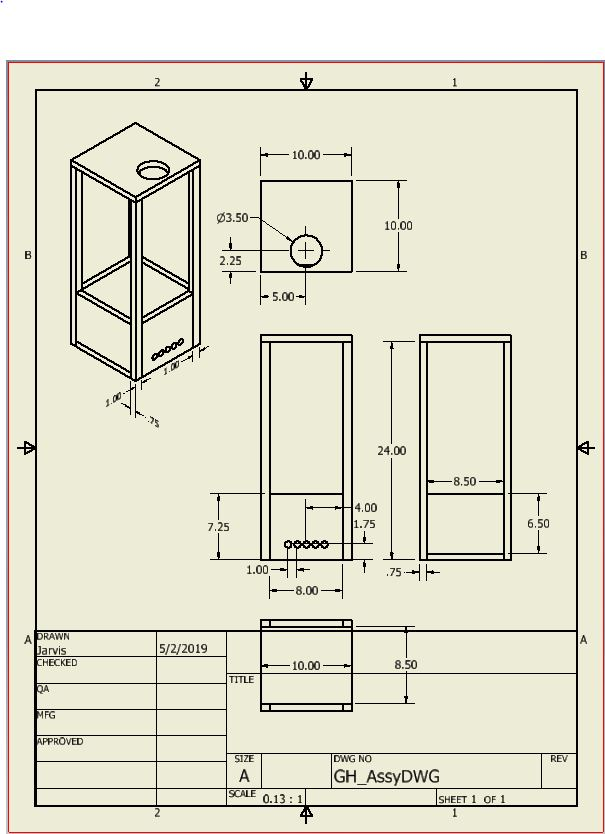 2 1
10.00
B Ø3.50 10.00 B
2.25
5.00
1.00
1.00 .75
24.00
8.50
4.00
7.25 1.75 6.50
1.00 .75
8.00
A A
DRAWN
Jarvis 5/2/2019
CHECKED
10.00 8.50
TITLE
QA
MFG
APPROVED
SIZE DWG NO REV
A GH_AssyDWG
SCALE 0.13 : 1 SHEET 1 OF 1
2 1